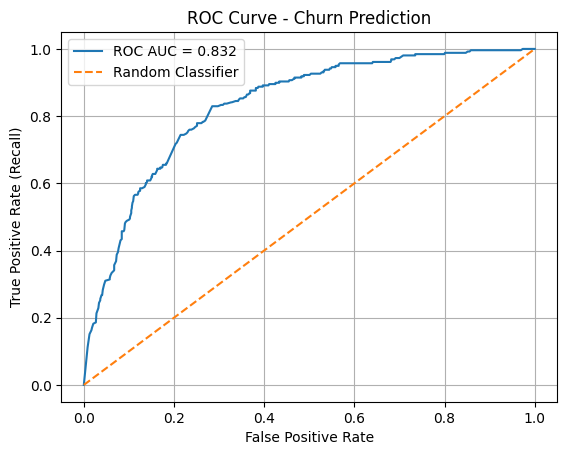 ROC Curve - Churn Prediction
ROC AUC = 0.832
Random Classifier
True Positive Rate (Recall)
1.0
0.8
0.6
0.4
0.2
0.0
0.0 0.2 0.4 0.6 0.8 1.0
False Positive Rate